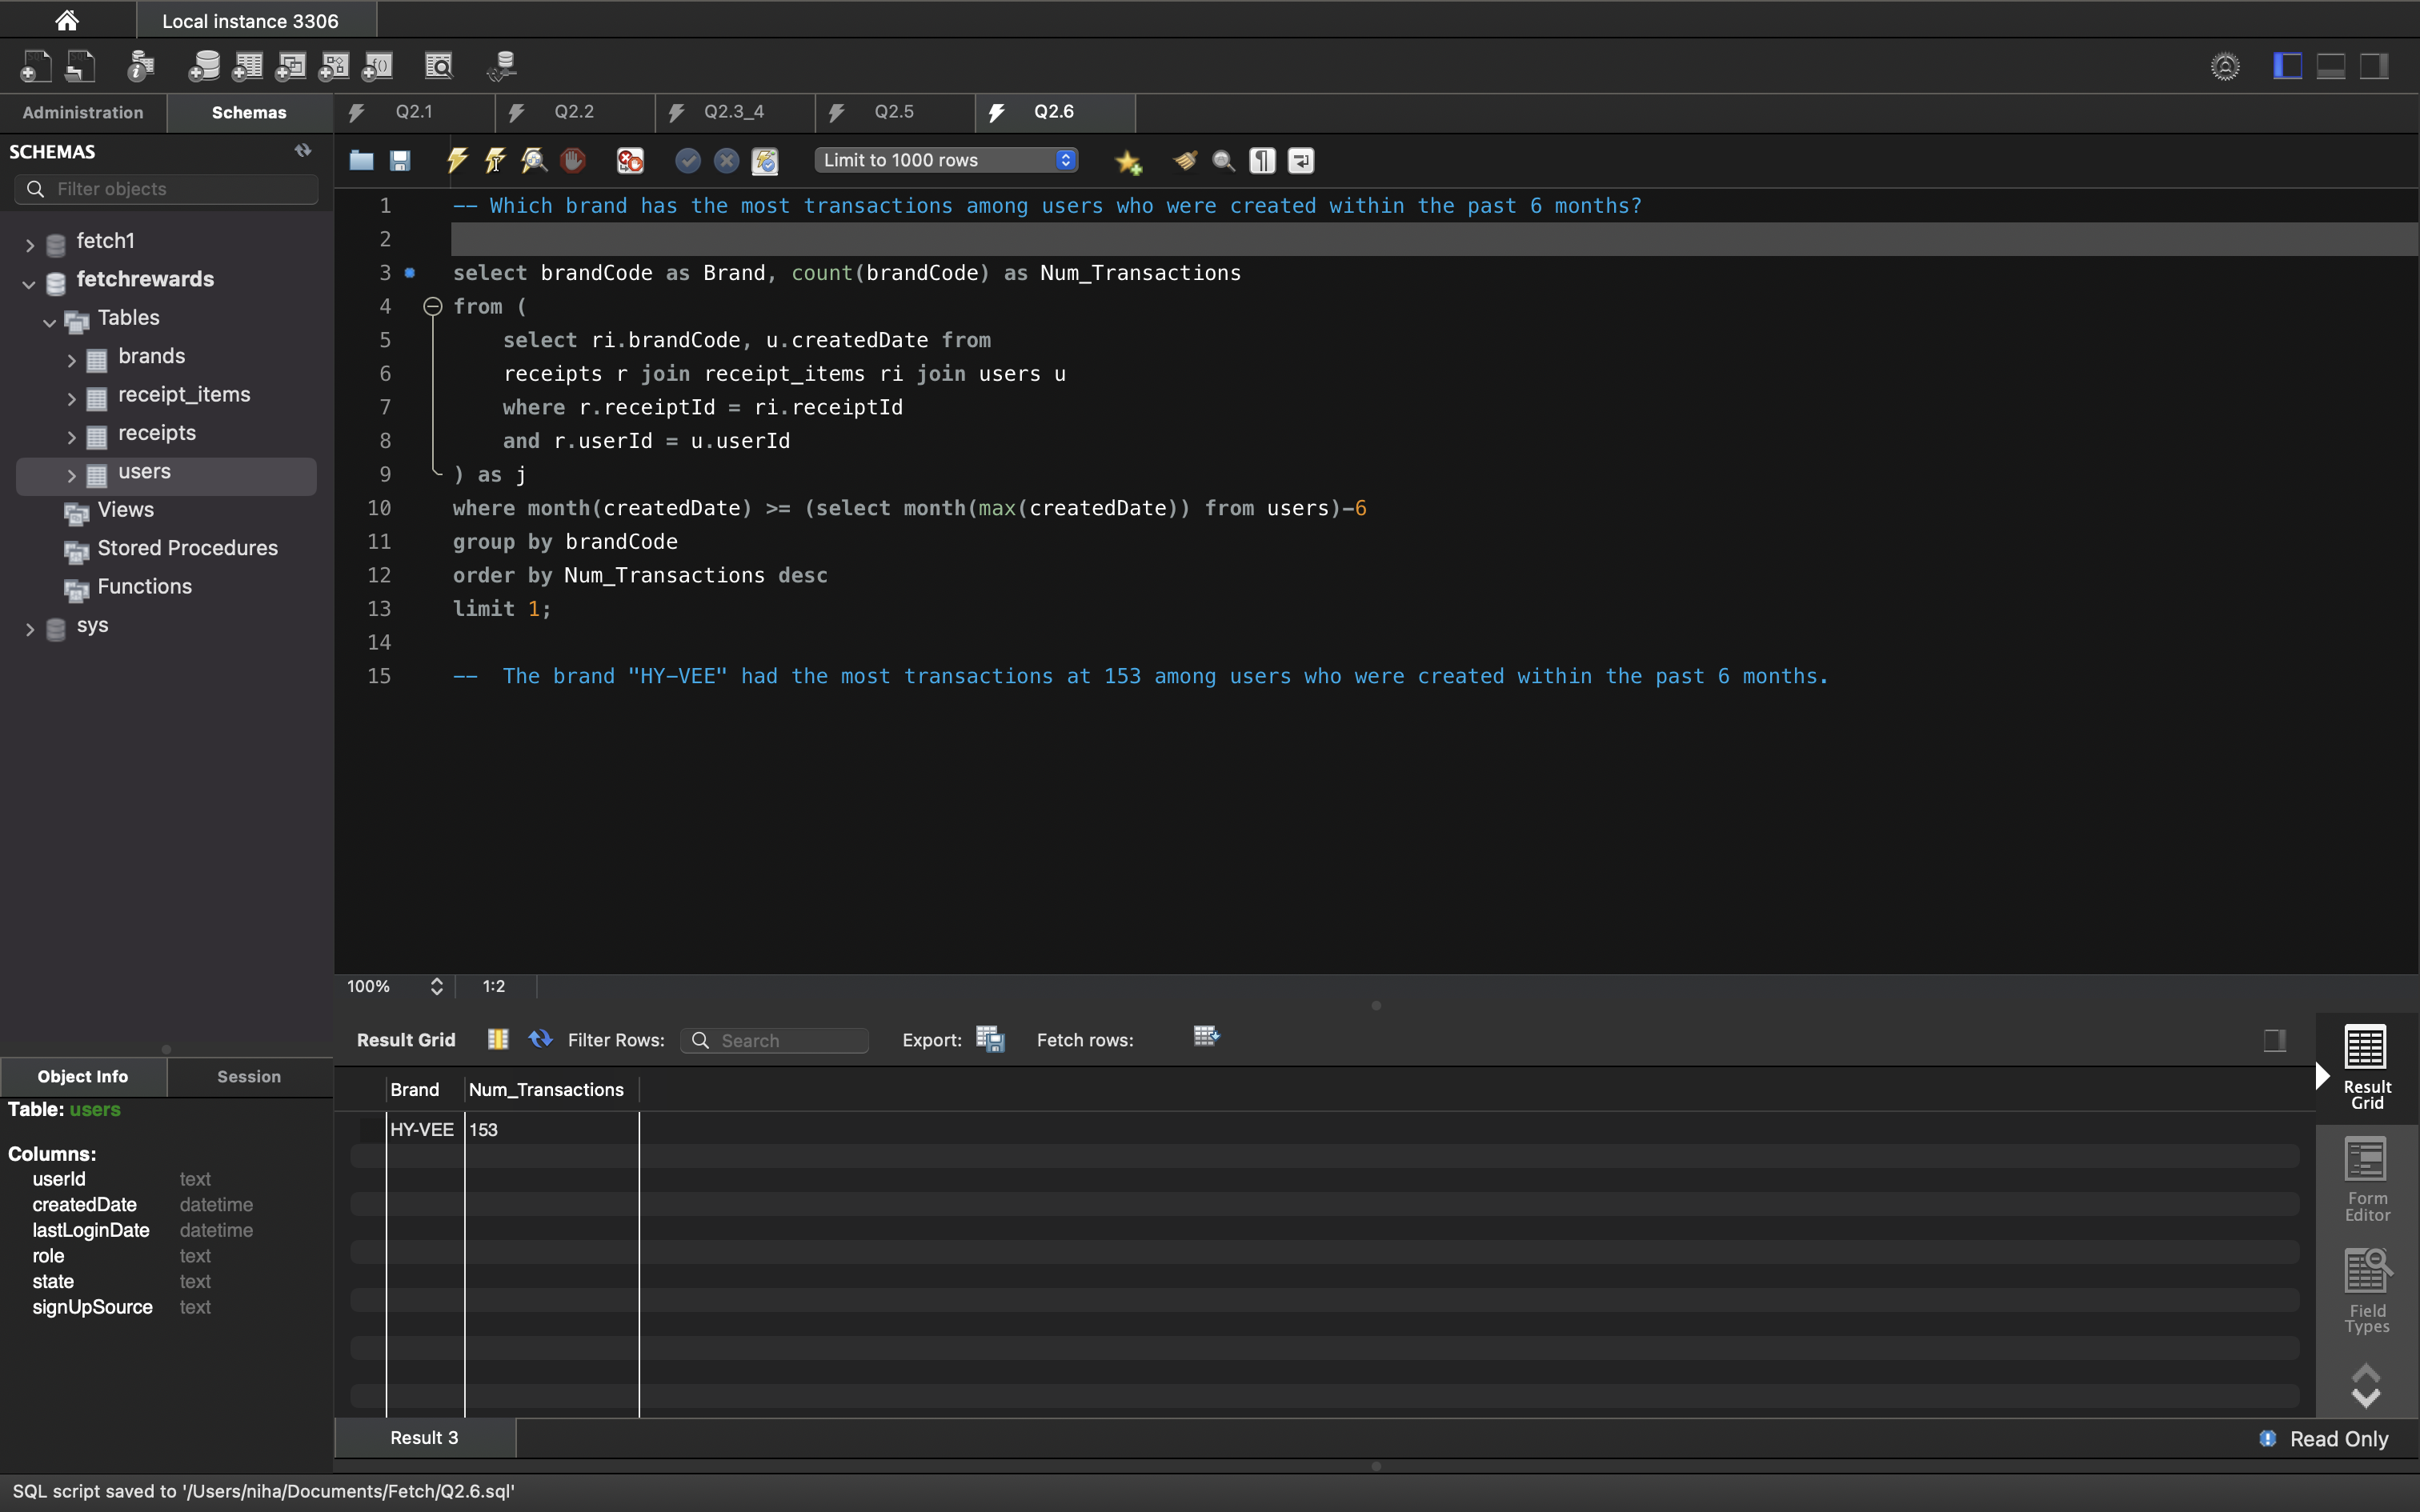 Local instance 3306
Administration
Schemas
Q2.1
Q2.2
Q2.3_4
Q2.5
Q2.6
SCHEMAS
Filter objects
fetch1
fetchrewards
Tables
brands
receipt_items
receipts
users
Views
Stored Procedures
Functions
sys
Limit to 1000 rows
1 -- Which brand has the most transactions among users who were created within the past 6 months?
2
3 select brandCode as Brand, count(brandCode) as Num_Transactions
4 from (
5 select ri.brandCode, u.createdDate from
6 receipts r join receipt_items ri join users u
7 where r.receiptId = ri.receiptId
8 and r.userId = u.userId
9 ) as j
10 where month(createdDate) >= (select month(max(createdDate)) from users)-6
11 group by brandCode
12 order by Num_Transactions desc
13 limit 1;
14
15 -- The brand "HY-VEE" had the most transactions at 153 among users who were created within the past 6 months.
100%
1:2
Result Grid
Filter Rows:
Search
Export:
Fetch rows:
Brand Num_Transactions
HY-VEE 153
Result
Grid
Form
Editor
Field
Types
Object Info
Session
Table: users
Columns:
userId text
createdDate datetime
lastLoginDate datetime
role text
state text
signUpSource text
Result 3
Read Only
SQL script saved to '/Users/niha/Documents/Fetch/Q2.6.sql'